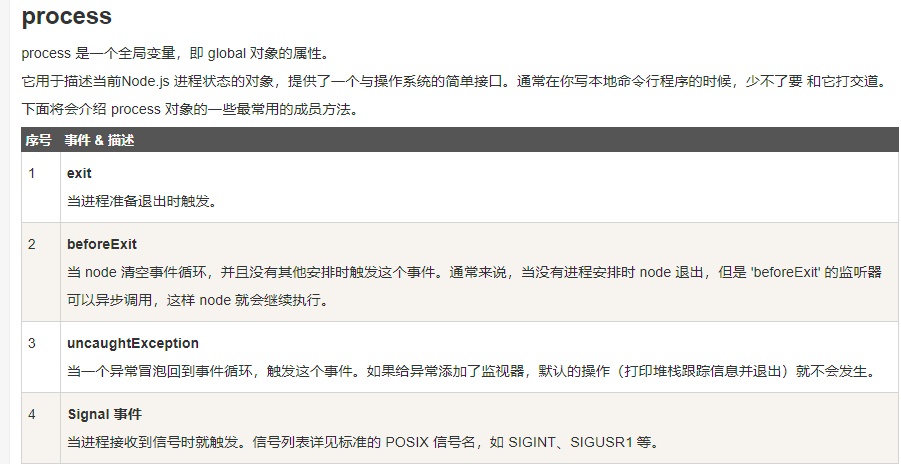 process
process 是一个全局变量，即 global 对象的属性。
它用于描述当前Node.js 进程状态的对象，提供了一个与操作系统的简单接口。通常在你写本地命令行程序的时候，少不了要 和它打交道。
下面将会介绍 process 对象的一些最常用的成员方法。
序号 事件 & 描述
1 exit
当进程准备退出时触发。
2 beforeExit
当 node 清空事件循环，并且没有其他安排时触发这个事件。通常来说，当没有进程安排时 node 退出，但是 'beforeExit' 的监听器
可以异步调用，这样 node 就会继续执行。
3 uncaughtException
当一个异常冒泡回到事件循环，触发这个事件。如果给异常添加了监视器，默认的操作（打印堆栈跟踪信息并退出）就不会发生。
4 Signal 事件
当进程接收到信号时就触发。信号列表详见标准的 POSIX 信号名，如 SIGINT、SIGUSR1 等。